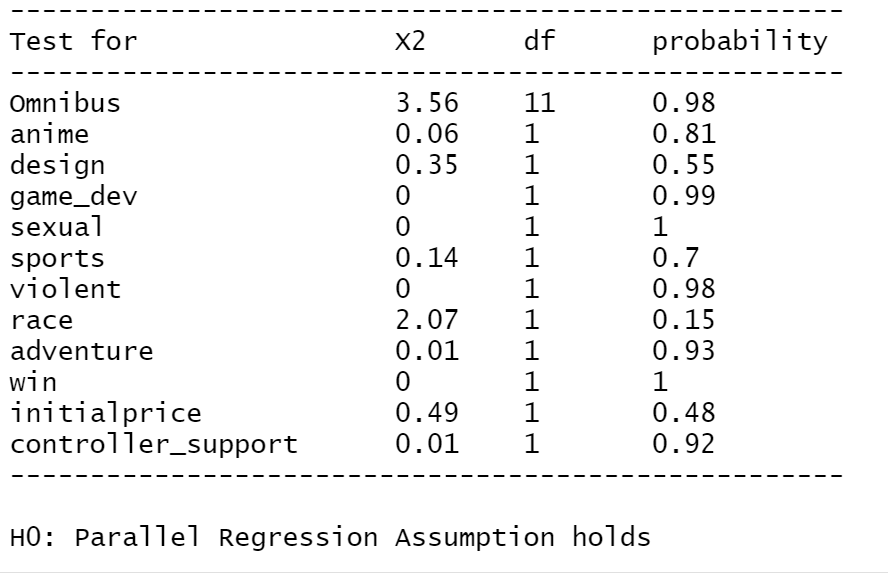 ----------------------------------------------------
Test for                X2      df      probability
----------------------------------------------------
Omnibus                 3.56    11      0.98
anime                   0.06    1       0.81
design                  0.35    1       0.55
game_dev                0       1       0.99
sexual                  0       1       1
sports                  0.14    1       0.7
violent                 0       1       0.98
race                    2.07    1       0.15
adventure               0.01    1       0.93
win                     0       1       1
initialprice            0.49    1       0.48
controller_support      0.01    1       0.92
----------------------------------------------------
H0: Parallel Regression Assumption holds